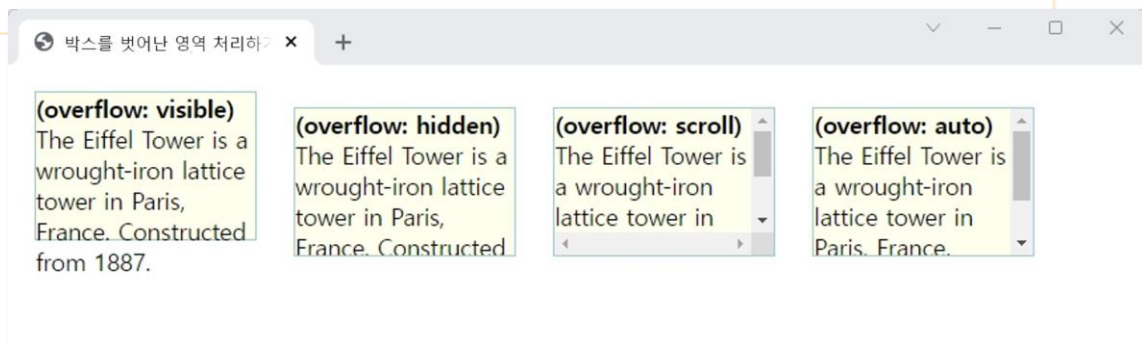 박스를 벗어난 영역 처리하기
(overflow: visible)
The Eiffel Tower is a
wrought-iron lattice
tower in Paris,
France. Constructed
from 1887.
(overflow: hidden)
The Eiffel Tower is a
wrought-iron lattice
tower in Paris,
France. Constructed
(overflow: scroll)
The Eiffel Tower is
a wrought-iron
lattice tower in
(overflow: auto)
The Eiffel Tower is
a wrought-iron
lattice tower in
Paris, France.